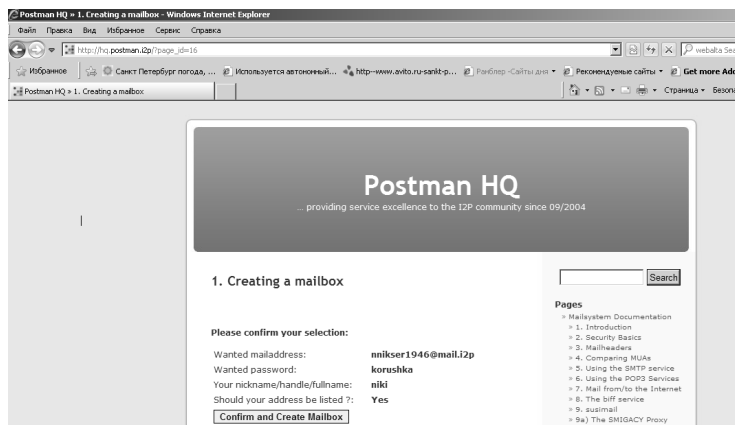 Postman HQ » 1. Creating a mailbox - Windows Internet Explorer
Файл Правка Вид Избранное Сервис Справка
http://hq.postman.i2p/?page_id=16
webalta Sea
Избранное Санкт Петербург погода, ... Используется автономный... http--www.avito.ru-sankt-p... Рамблер -Сайты дня Рекомендуемые сайты Get more Add
Postman HQ » 1. Creating a mailbox
Страница Безопа
Postman HQ
... providing service excellence to the I2P community since 09/2004
1. Creating a mailbox
Please confirm your selection:
Wanted mailaddress: nnikser1946@mail.i2p
Wanted password: korushka
Your nickname/handle/fullname: niki
Should your address be listed ?: Yes
Confirm and Create Mailbox
Search
Pages
» Mailsystem Documentation
» 1. Introduction
» 2. Security Basics
» 3. Mailheaders
» 4. Comparing MUAs
» 5. Using the SMTP service
» 6. Using the POP3 Services
» 7. Mail from/to the Internet
» 8. The biff service
» 9. susimail
» 9a) The SMIGACY Proxy